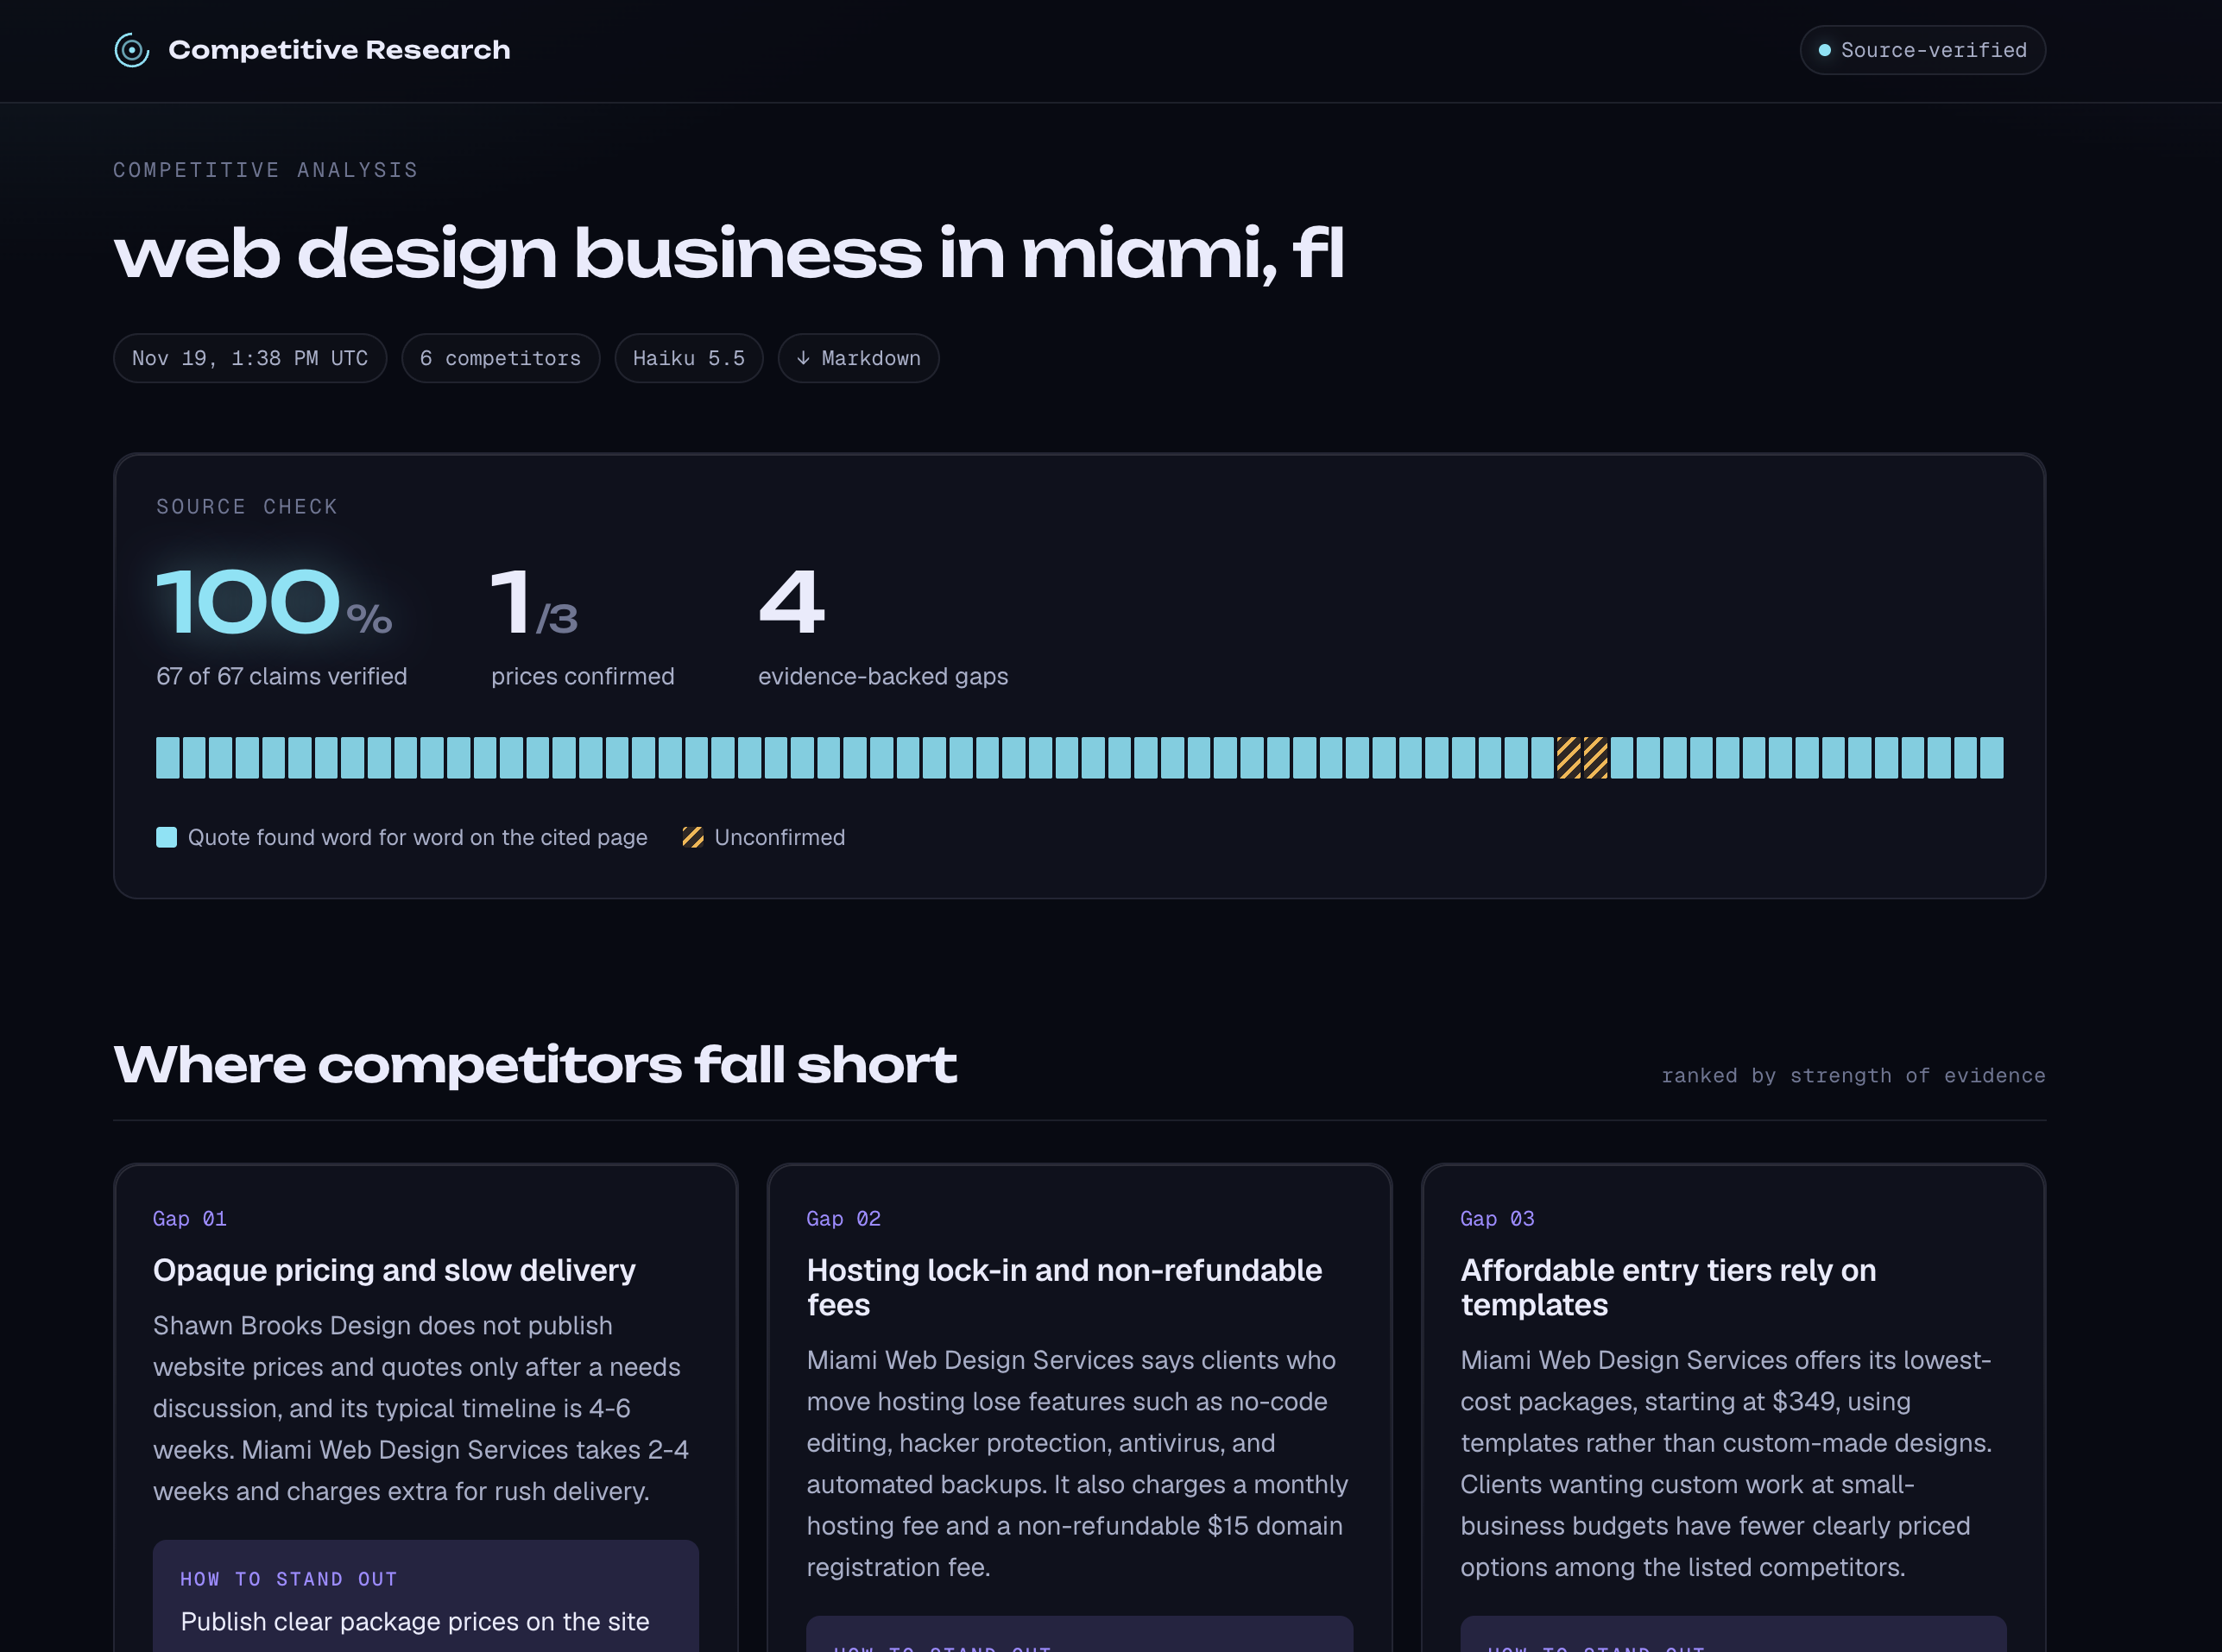 Competitive Research
Source-verified
COMPETITIVE ANALYSIS
web design business in miami, fl
Nov 19, 1:38 PM UTC
6 competitors
Haiku 5.5
↓ Markdown
SOURCE CHECK
100%
67 of 67 claims verified
1/3
prices confirmed
4
evidence-backed gaps
Quote found word for word on the cited page
Unconfirmed
Where competitors fall short
ranked by strength of evidence
Gap 01
Opaque pricing and slow delivery
Shawn Brooks Design does not publish
website prices and quotes only after a needs
discussion, and its typical timeline is 4-6
weeks. Miami Web Design Services takes 2-4
weeks and charges extra for rush delivery.
HOW TO STAND OUT
Publish clear package prices on the site
Gap 02
Hosting lock-in and non-refundable
fees
Miami Web Design Services says clients who
move hosting lose features such as no-code
editing, hacker protection, antivirus, and
automated backups. It also charges a monthly
hosting fee and a non-refundable $15 domain
registration fee.
HOW TO STAND OUT
Gap 03
Affordable entry tiers rely on
templates
Miami Web Design Services offers its lowest-
cost packages, starting at $349, using
templates rather than custom-made designs.
Clients wanting custom work at small-
business budgets have fewer clearly priced
options among the listed competitors.
HOW TO STAND OUT